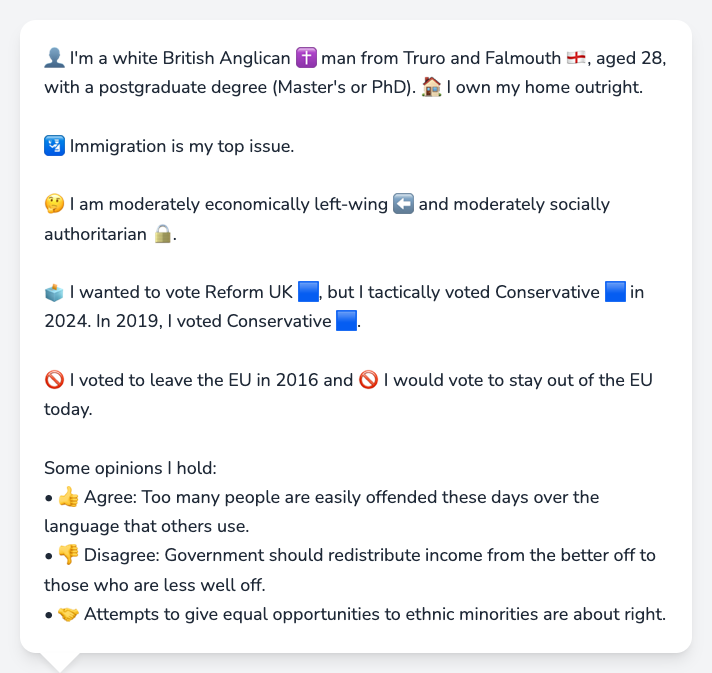 👤 I'm a white British Anglican ✝️ man from Truro and Falmouth 🏴󠁧󠁢󠁥󠁮󠁧󠁿, aged 28,
with a postgraduate degree (Master's or PhD). 🏠 I own my home outright.
🛂 Immigration is my top issue.
🤔 I am moderately economically left-wing ⬅️ and moderately socially
authoritarian 🔒.
🗳️ I wanted to vote Reform UK 🟦, but I tactically voted Conservative 🟦 in
2024. In 2019, I voted Conservative 🟦.
🚫 I voted to leave the EU in 2016 and 🚫 I would vote to stay out of the EU
today.
Some opinions I hold:
• 👍 Agree: Too many people are easily offended these days over the
language that others use.
• 👎 Disagree: Government should redistribute income from the better off to
those who are less well off.
• 🤝 Attempts to give equal opportunities to ethnic minorities are about right.